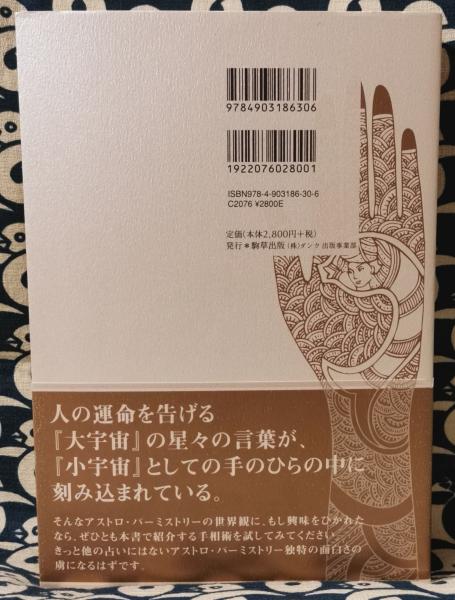 9784903186306
1922076028001
ISBN978-4-903186-30-6
C2076 ¥2800E
定価(本体2,800円+税)
発行＊駒草出版 (株)ダンク 出版事業部
人の運命を告げる
『大宇宙』の星々の言葉が、
『小宇宙』としての手のひらの中に
刻み込まれている。
そんなアストロ・パーミストリーの世界観に、もし興味をひかれた
なら、ぜひとも本書で紹介する手相術を試してみてください。
きっと他の占いにはないアストロ・パーミストリー独特の面白さの
虜になるはずです。